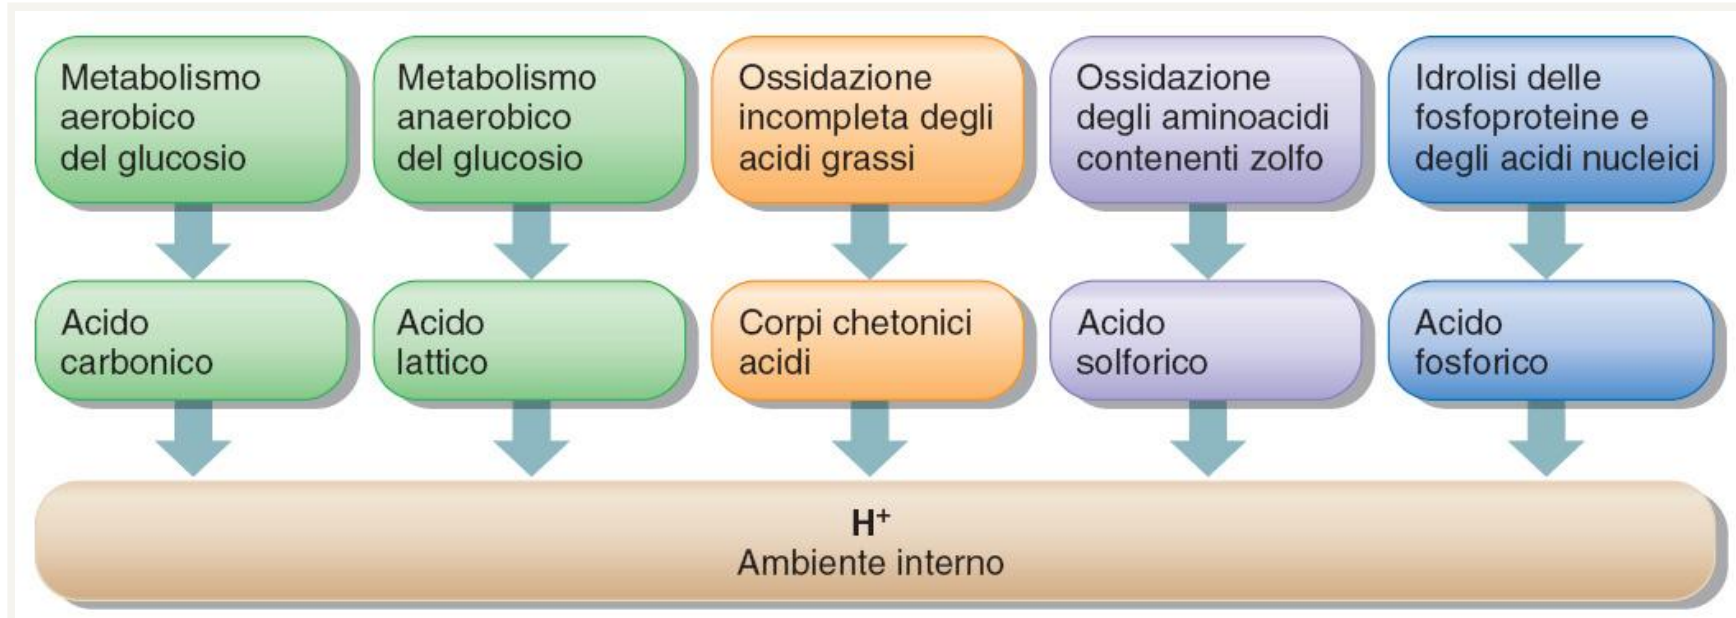 Metabolismo
aerobico
del glucosio
Metabolismo
anaerobico
del glucosio
Ossidazione
incompleta degli
acidi grassi
Ossidazione
degli aminoacidi
contenenti zolfo
Idrolisi delle
fosfoproteine e
degli acidi nucleici
Acido
carbonico
Acido
lattico
Corpi chetonici
acidi
Acido
solforico
Acido
fosforico
H⁺
Ambiente interno